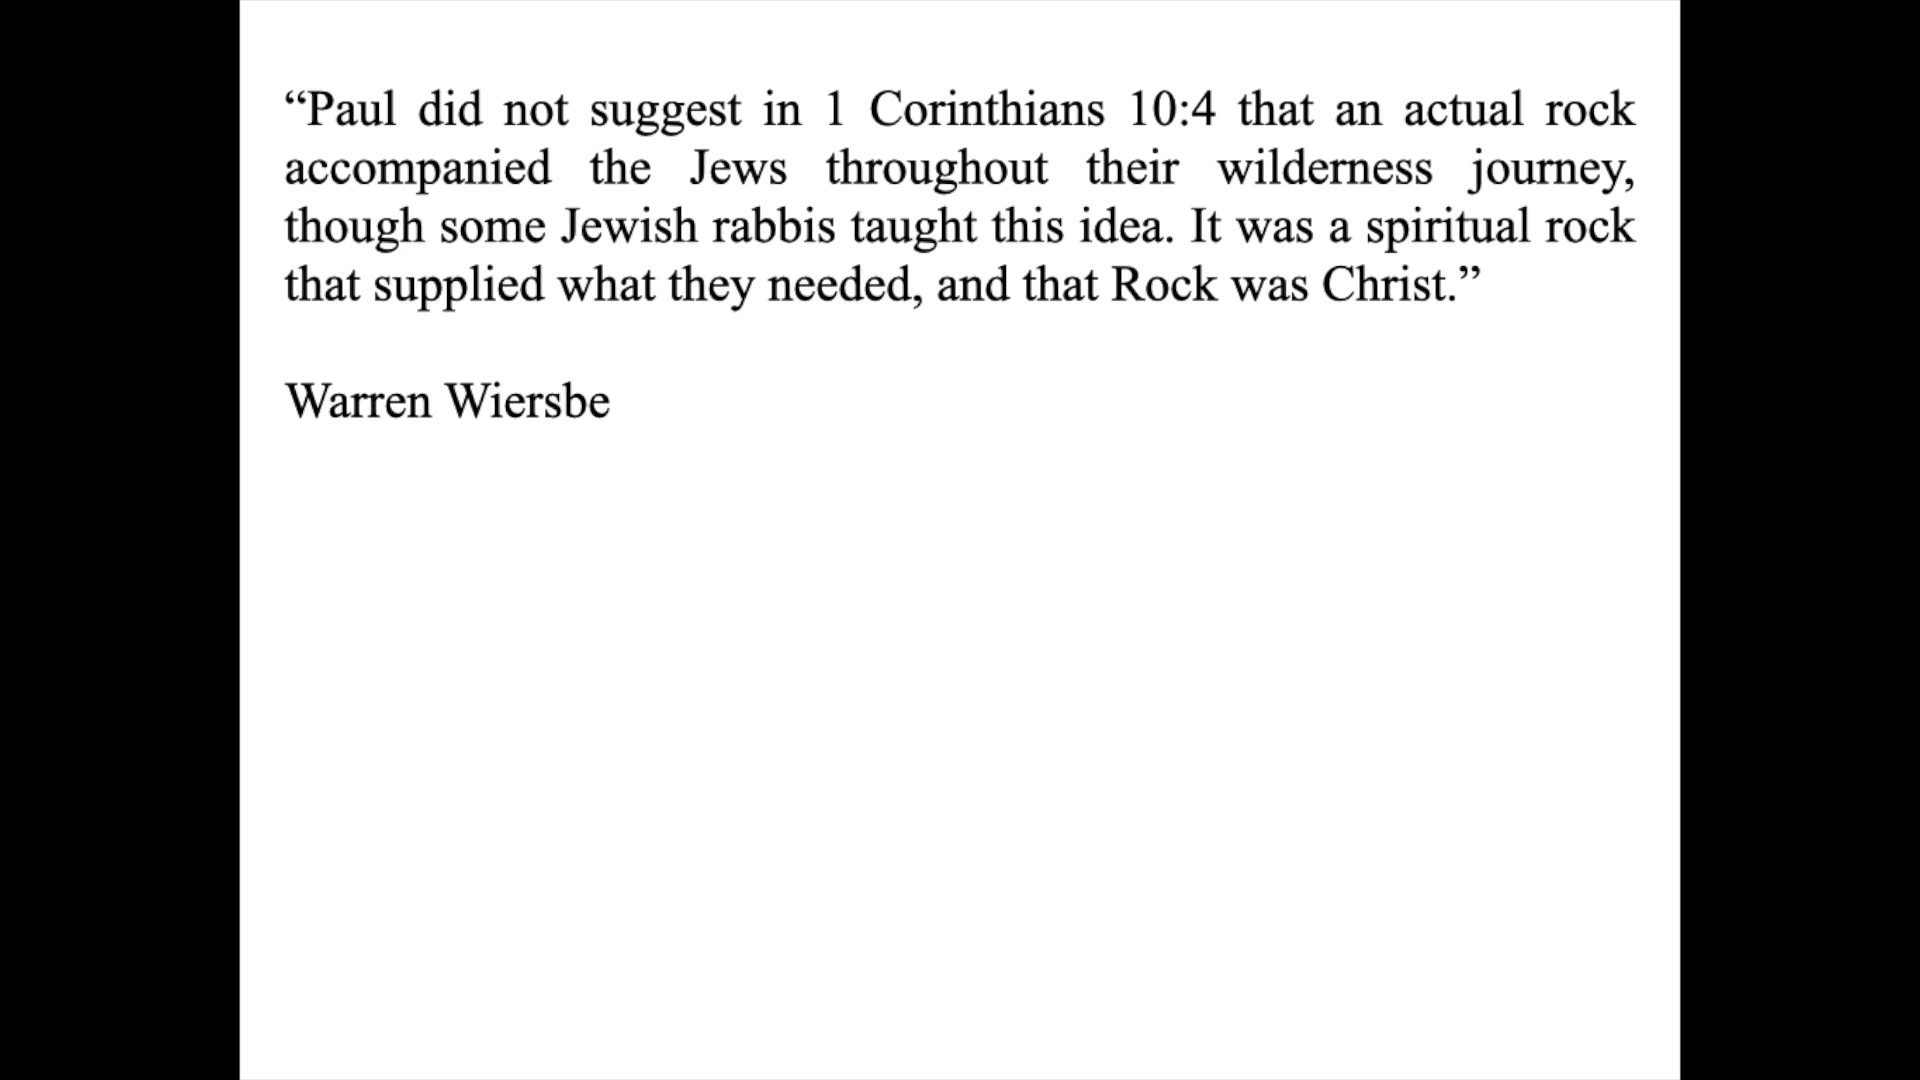 “Paul did not suggest in 1 Corinthians 10:4 that an actual rock
accompanied the Jews throughout their wilderness journey,
though some Jewish rabbis taught this idea. It was a spiritual rock
that supplied what they needed, and that Rock was Christ.”
Warren Wiersbe